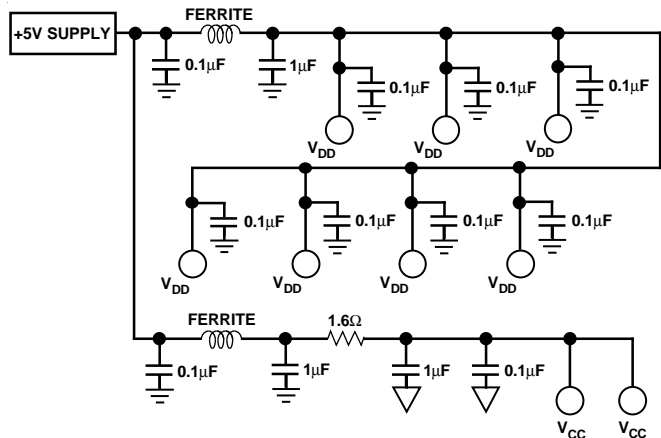 FERRITE
+5V SUPPLY
0.1μF 1μF 0.1μF 0.1μF 0.1μF
VDD VDD VDD
0.1μF 0.1μF 0.1μF 0.1μF
VDD VDD VDD VDD
FERRITE 1.6Ω
0.1μF 1μF 1μF 0.1μF
VCC VCC